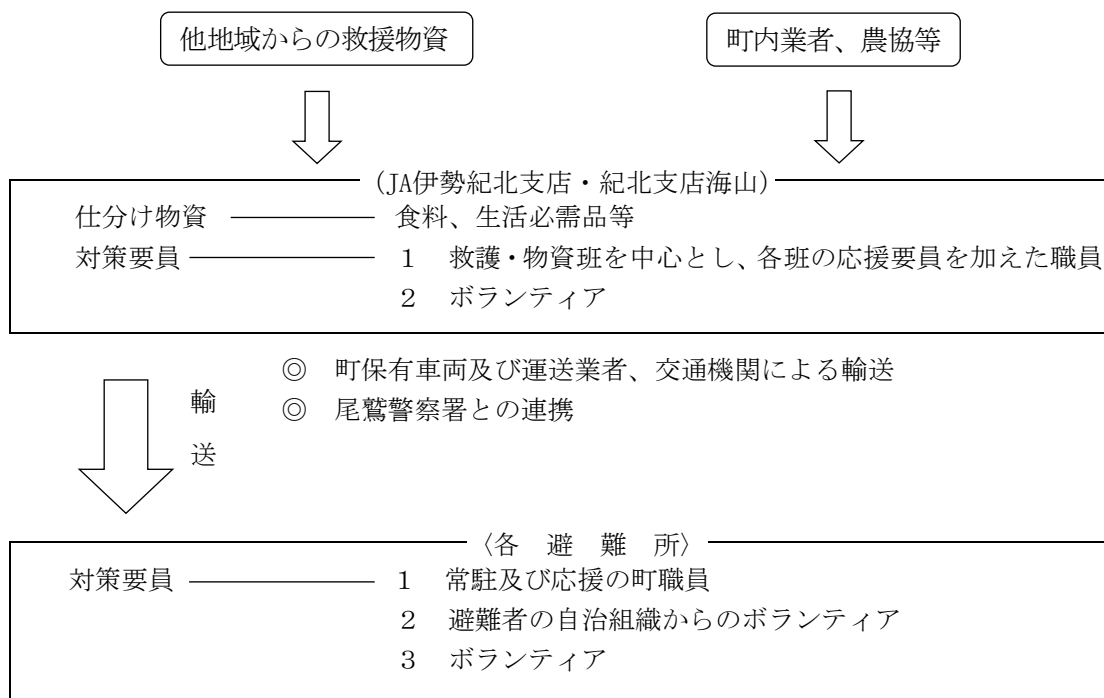 他地域からの救援物資
町内業者、農協等
(JA伊勢紀北支店・紀北支店海山)
仕分け物資 食料、生活必需品等
対策要員 1 救護・物資班を中心とし、各班の応援要員を加えた職員
2 ボランティア
輸送
◎ 町保有車両及び運送業者、交通機関による輸送
◎ 尾鷲警察署との連携
〈各 避 難 所〉
対策要員 1 常駐及び応援の町職員
2 避難者の自治組織からのボランティア
3 ボランティア